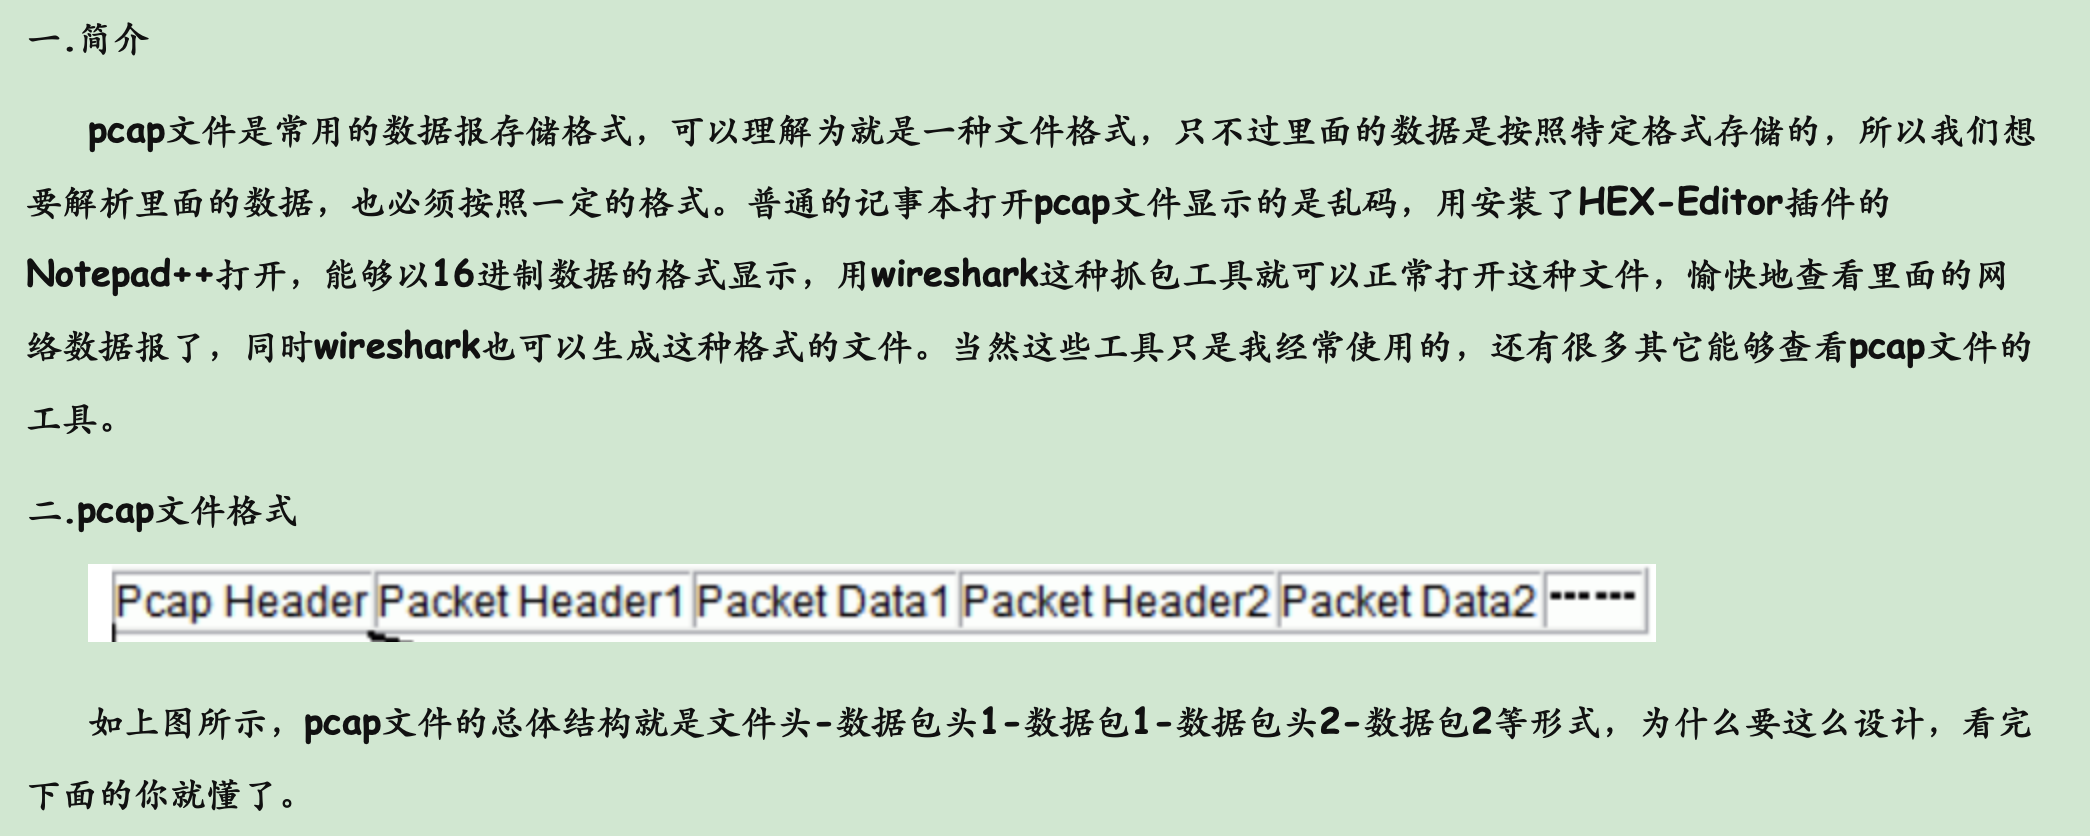 一.简介
pcap文件是常用的数据报存储格式，可以理解为就是一种文件格式，只不过里面的数据是按照特定格式存储的，所以我们想
要解析里面的数据，也必须按照一定的格式。普通的记事本打开pcap文件显示的是乱码，用安装了HEX-Editor插件的
Notepad++打开，能够以16进制数据的格式显示，用wireshark这种抓包工具就可以正常打开这种文件，愉快地查看里面的网
络数据报了，同时wireshark也可以生成这种格式的文件。当然这些工具只是我经常使用的，还有很多其它能够查看pcap文件的
工具。
二.pcap文件格式
Pcap Header Packet Header1 Packet Data1 Packet Header2 Packet Data2 ------
如上图所示，pcap文件的总体结构就是文件头-数据包头1-数据包1-数据包头2-数据包2等形式，为什么要这么设计，看完
下面的你就懂了。